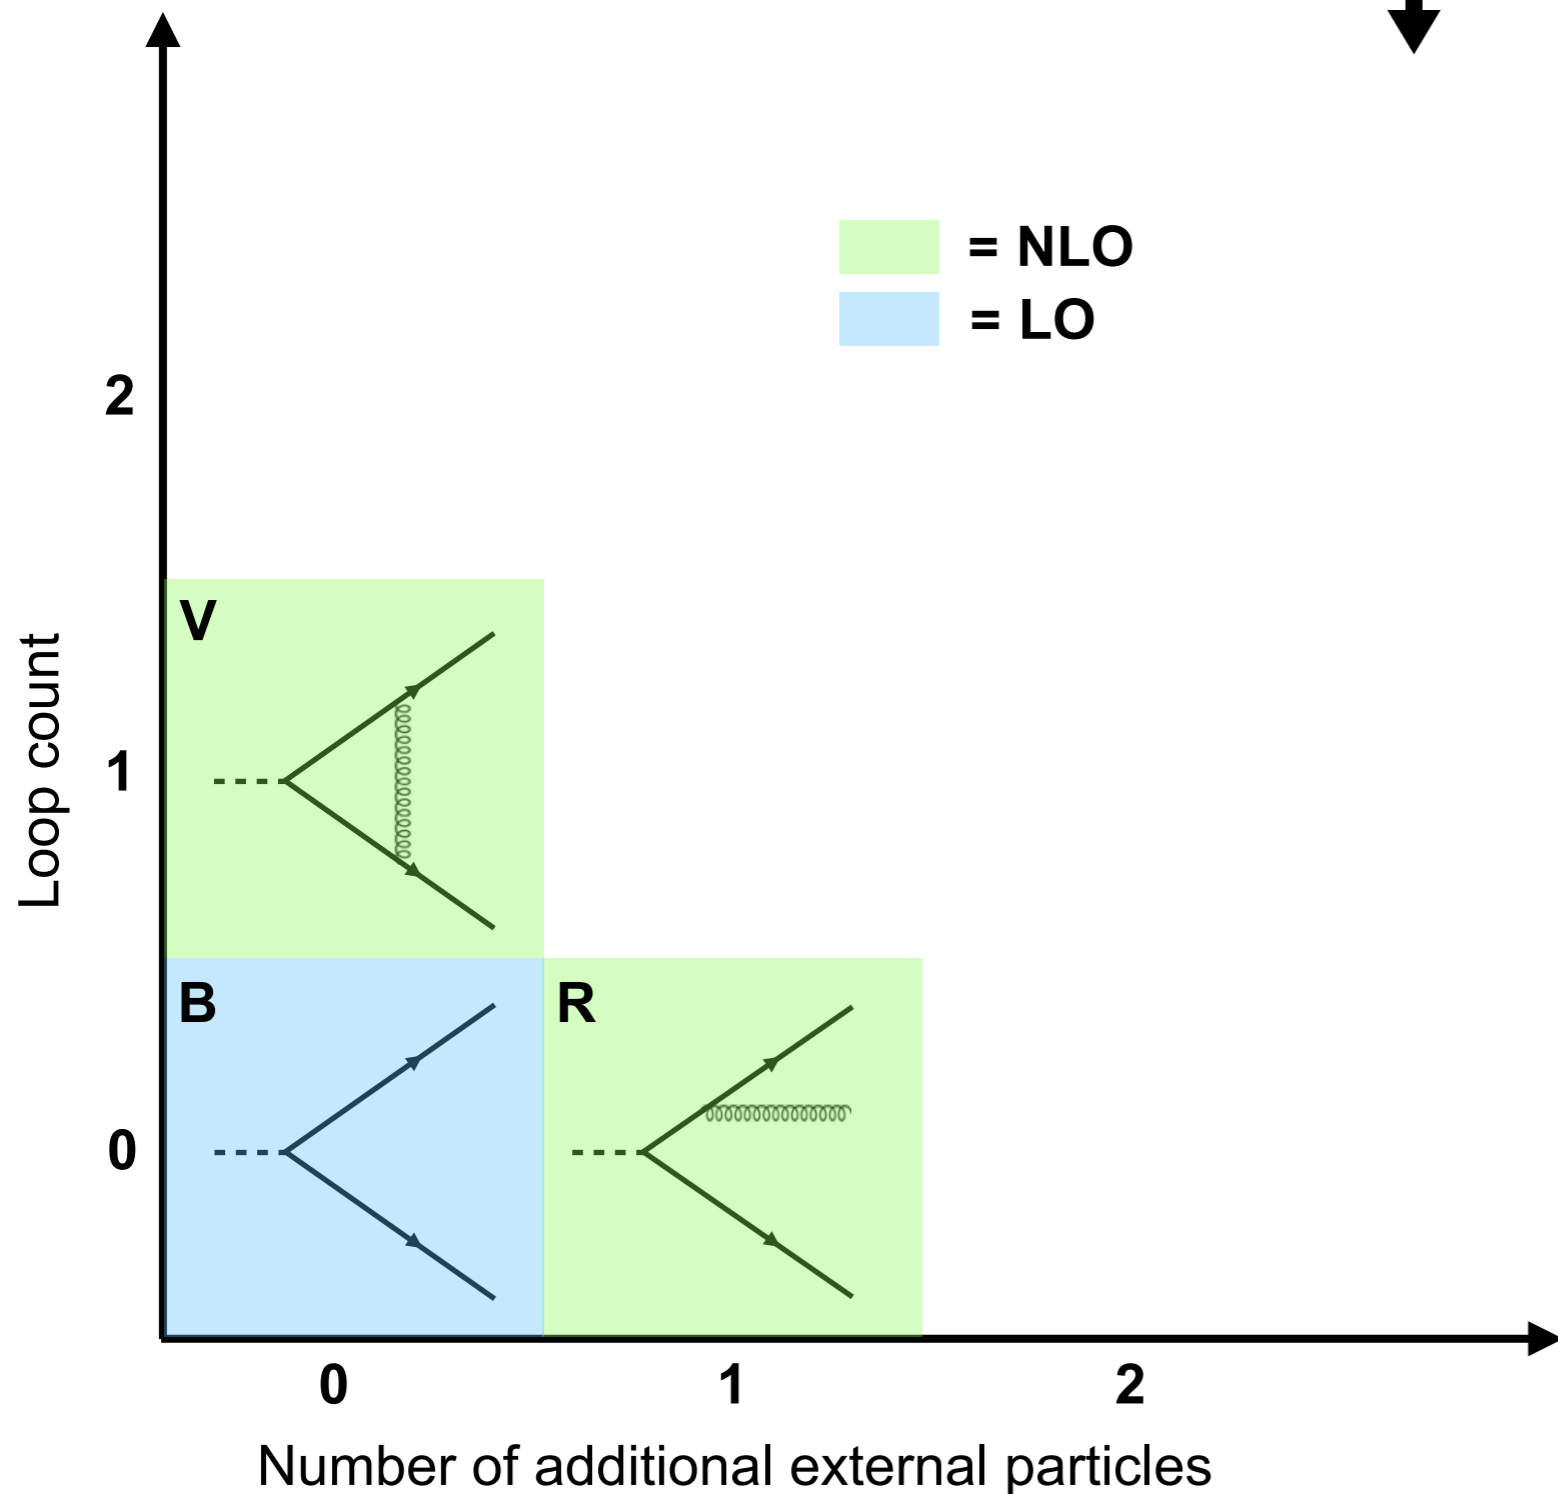 = NLO
= LO
2
Loop count
V
1
B
R
0
0
1
2
Number of additional external particles